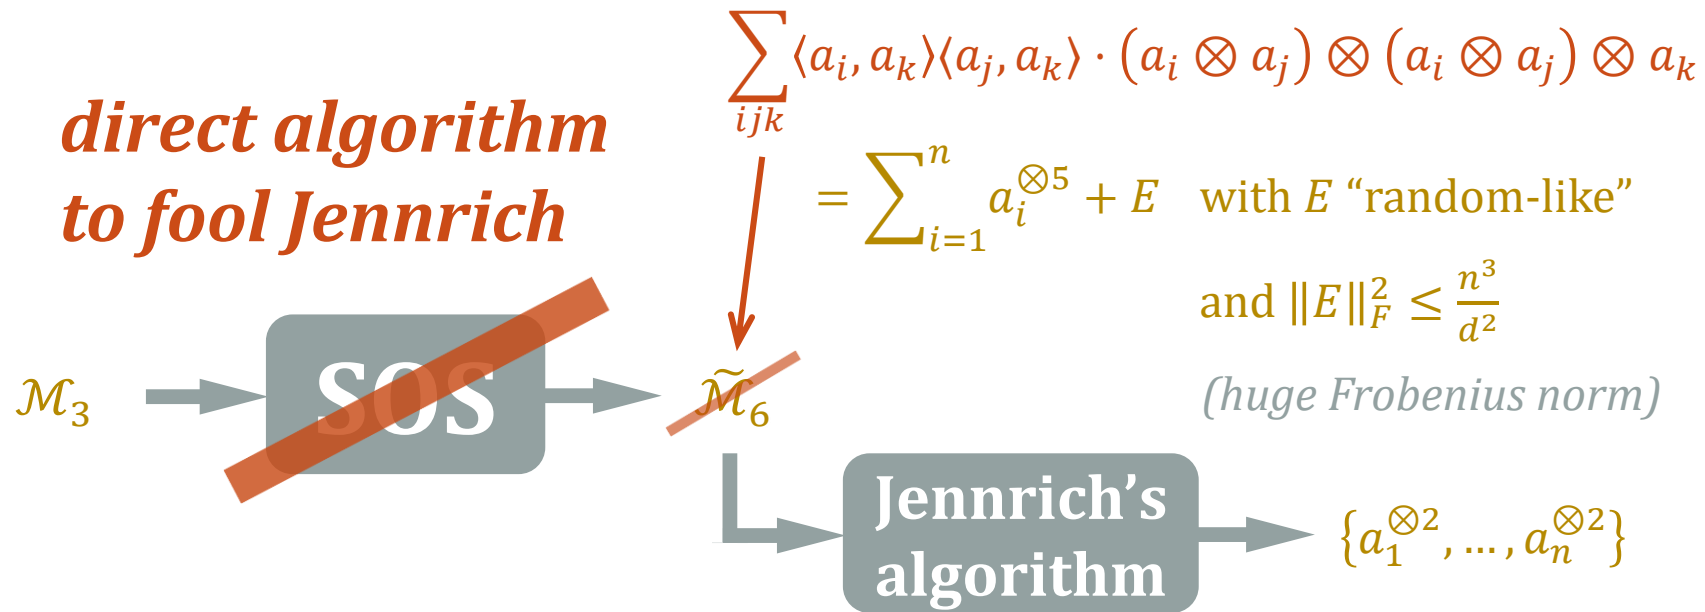 direct algorithm
to fool Jennrich
∑_{ijk} ⟨a_i, a_k⟩⟨a_j, a_k⟩ · (a_i ⊗ a_j) ⊗ (a_i ⊗ a_j) ⊗ a_k
= ∑_{i=1}^{n} a_i^{⊗5} + E with E “random-like”
and ‖E‖_F^2 ≤ n^3/d^2
(huge Frobenius norm)
ℳ_3
SOS
ℳ̃_6
Jennrich’s
algorithm
{a_1^{⊗2}, …, a_n^{⊗2}}